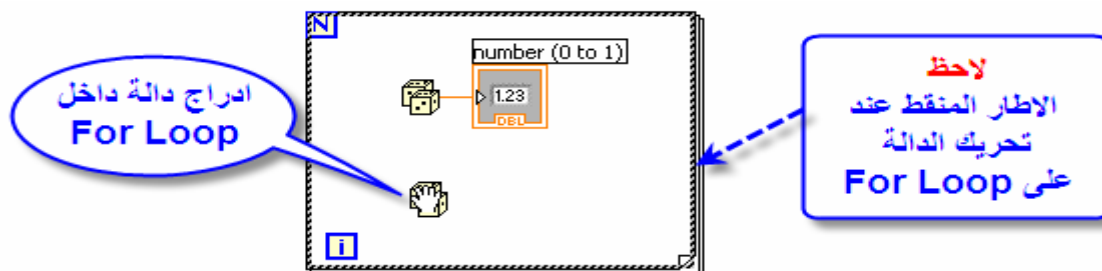 N
number (0 to 1)
1.23
DBL
i
ادراج دالة داخل
For Loop
لاحظ
الاطار المنقط عند
تحريك الدالة
على For Loop